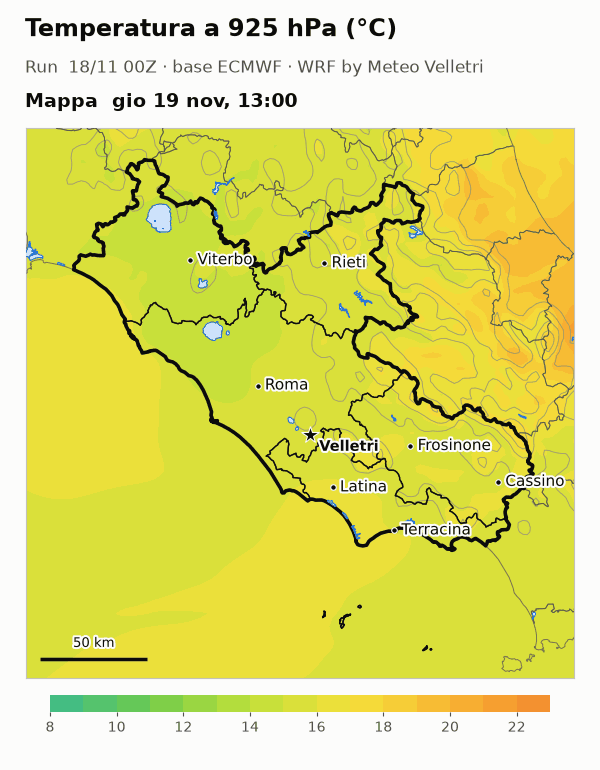 Temperatura a 925 hPa (°C)
Run  18/11 00Z · base ECMWF · WRF by Meteo Velletri
Mappa  gio 19 nov, 13:00
Viterbo
Rieti
Roma
Velletri
Frosinone
Latina
Cassino
Terracina
50 km
8 10 12 14 16 18 20 22